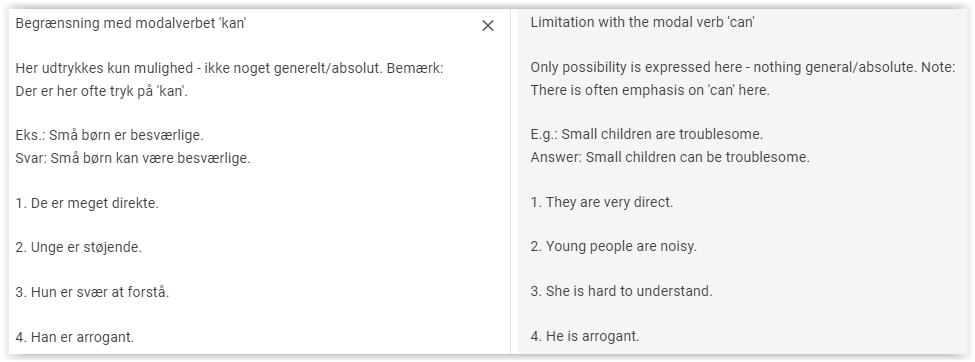 Begrænsning med modalverbet 'kan'
Her udtrykkes kun mulighed - ikke noget generelt/absolut. Bemærk:
Der er her ofte tryk på 'kan'.
Eks.: Små børn er besværlige.
Svar: Små børn kan være besværlige.
1. De er meget direkte.
2. Unge er støjende.
3. Hun er svær at forstå.
4. Han er arrogant.
Limitation with the modal verb 'can'
Only possibility is expressed here - nothing general/absolute. Note:
There is often emphasis on 'can' here.
E.g.: Small children are troublesome.
Answer: Small children can be troublesome.
1. They are very direct.
2. Young people are noisy.
3. She is hard to understand.
4. He is arrogant.